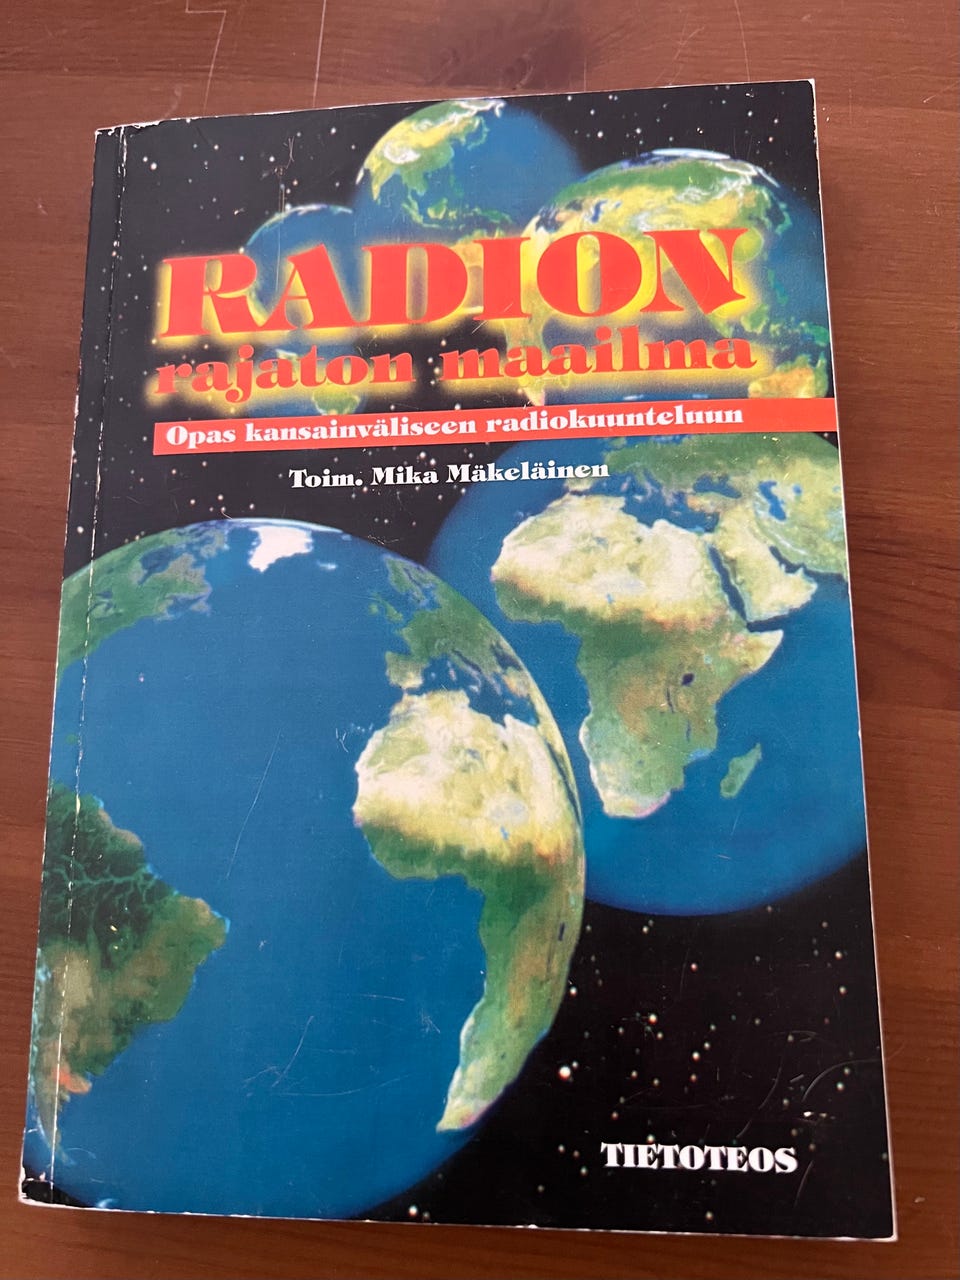 RADION
rajaton maailma
Opas kansainväliseen radiokuunteluun
Toim. Mika Mäkeläinen
TIETOTEOS